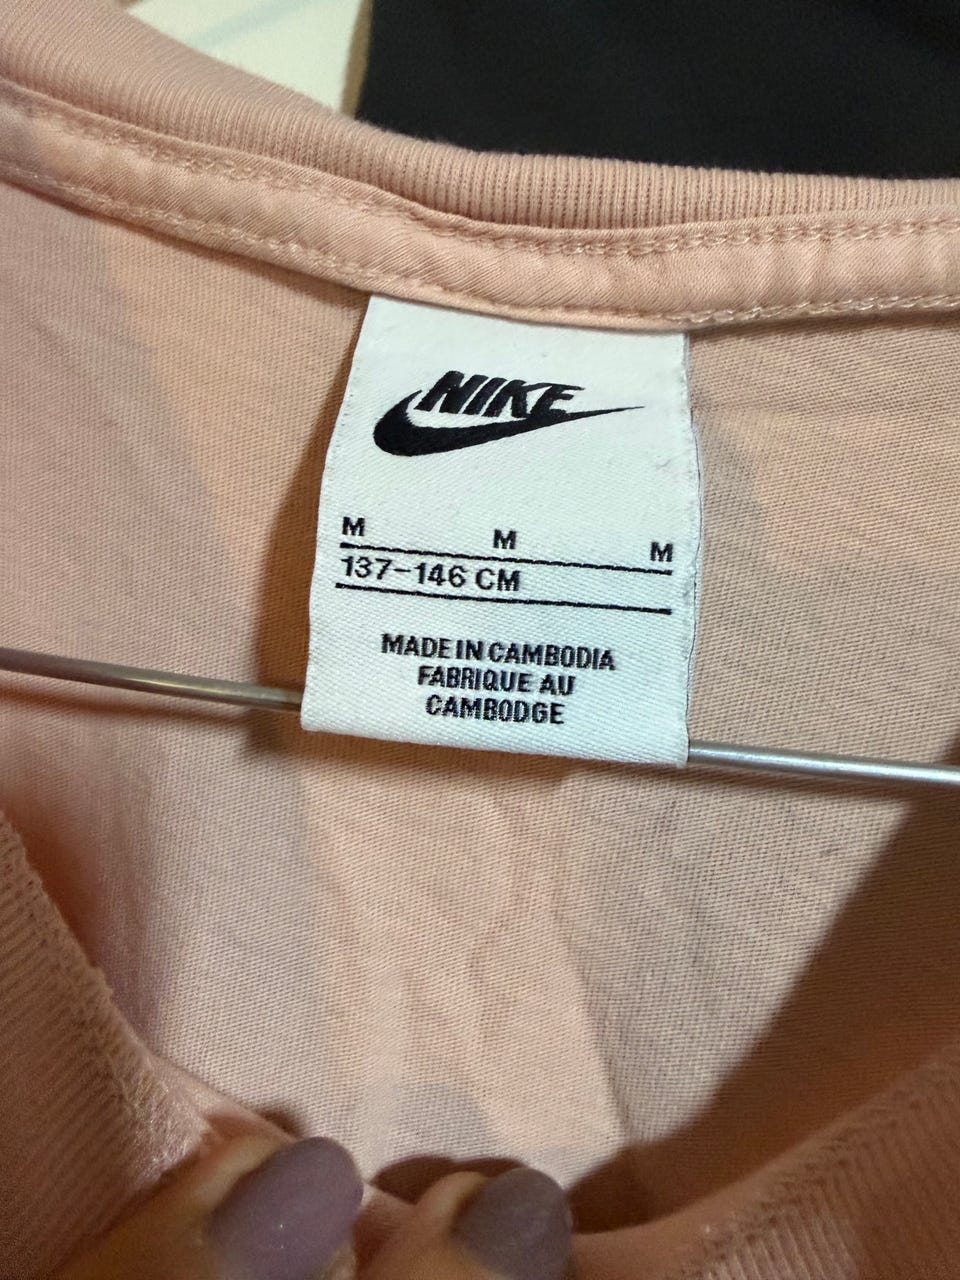 NIKE
M M M
137-146 CM
MADE IN CAMBODIA
FABRIQUE AU
CAMBODGE